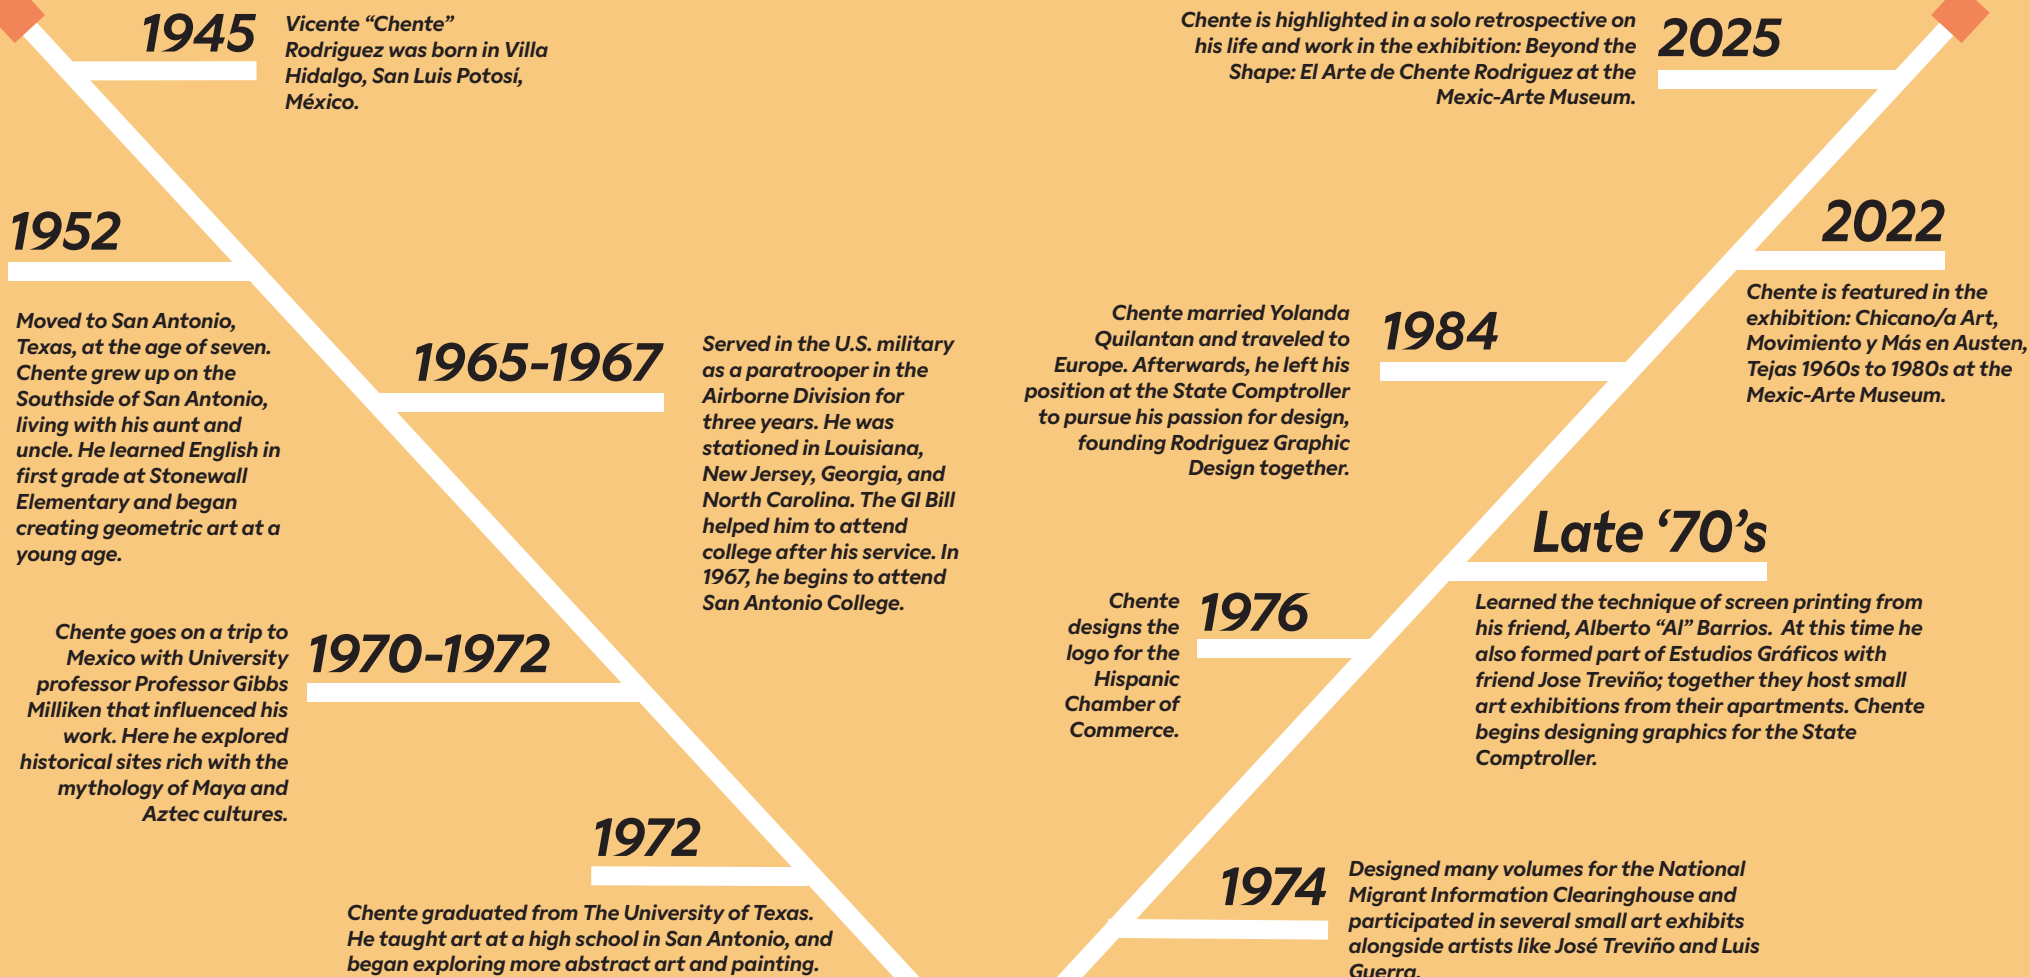 1945
Vicente “Chente”
Rodriguez was born in Villa
Hidalgo, San Luis Potosí,
México.
1952
Moved to San Antonio,
Texas, at the age of seven.
Chente grew up on the
Southside of San Antonio,
living with his aunt and
uncle. He learned English in
first grade at Stonewall
Elementary and began
creating geometric art at a
young age.
1965-1967
Served in the U.S. military
as a paratrooper in the
Airborne Division for
three years. He was
stationed in Louisiana,
New Jersey, Georgia, and
North Carolina. The GI Bill
helped him to attend
college after his service. In
1967, he begins to attend
San Antonio College.
1970-1972
Chente goes on a trip to
Mexico with University
professor Professor Gibbs
Milliken that influenced his
work. Here he explored
historical sites rich with the
mythology of Maya and
Aztec cultures.
1972
Chente graduated from The University of Texas.
He taught art at a high school in San Antonio, and
began exploring more abstract art and painting.
1974
Designed many volumes for the National
Migrant Information Clearinghouse and
participated in several small art exhibits
alongside artists like José Treviño and Luis
Guerra.
1976
Chente
designs the
logo for the
Hispanic
Chamber of
Commerce.
Late ‘70’s
Learned the technique of screen printing from
his friend, Alberto “Al” Barrios. At this time he
also formed part of Estudios Gráficos with
friend Jose Treviño; together they host small
art exhibitions from their apartments. Chente
begins designing graphics for the State
Comptroller.
1984
Chente married Yolanda
Quilantan and traveled to
Europe. Afterwards, he left his
position at the State Comptroller
to pursue his passion for design,
founding Rodriguez Graphic
Design together.
2022
Chente is featured in the
exhibition: Chicano/a Art,
Movimiento y Más en Austen,
Tejas 1960s to 1980s at the
Mexic-Arte Museum.
2025
Chente is highlighted in a solo retrospective on
his life and work in the exhibition: Beyond the
Shape: El Arte de Chente Rodriguez at the
Mexic-Arte Museum.